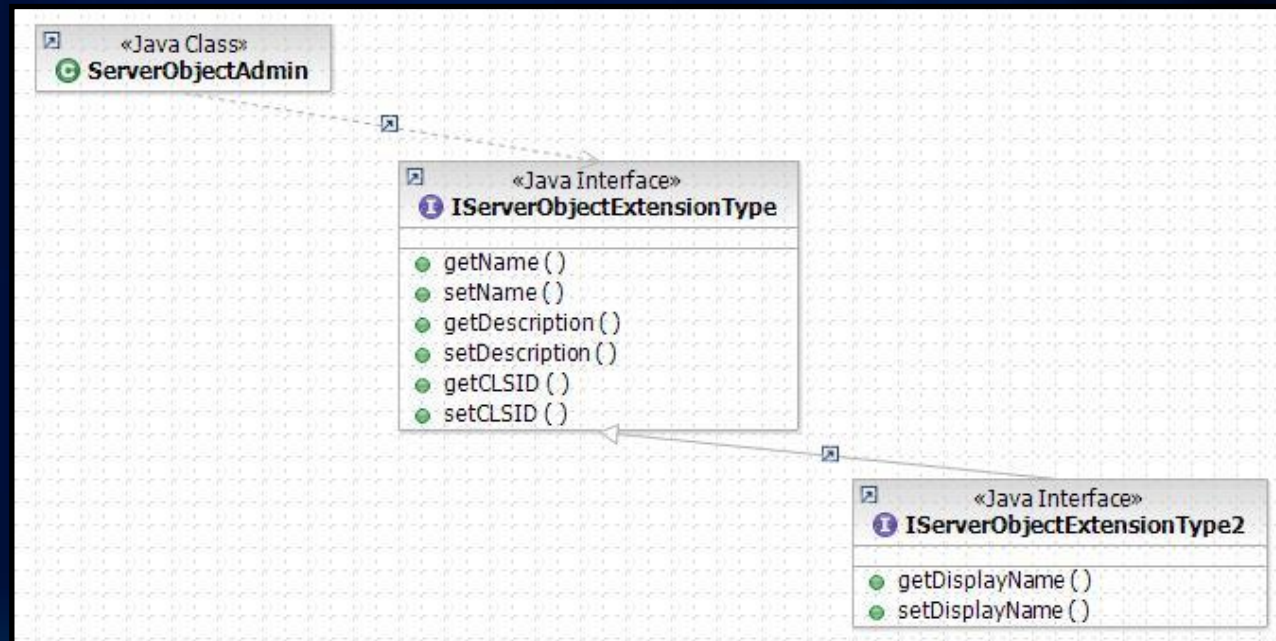 «Java Class»
ServerObjectAdmin
«Java Interface»
IServerObjectExtensionType
getName ( )
setName ( )
getDescription ( )
setDescription ( )
getCLSID ( )
setCLSID ( )
«Java Interface»
IServerObjectExtensionType2
getDisplayName ( )
setDisplayName ( )